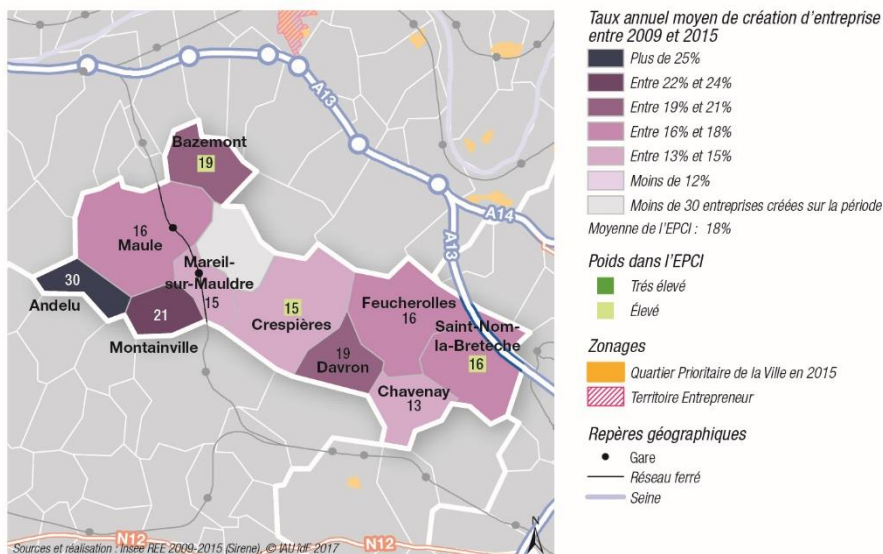 A13
Bazemont
19
16
Maule
Mareil-
sur-Mauldre
15
30
Andelu
21
Montainville
15
Crespières
Feucherolles
16
Saint-Nom-
la-Bretèche
16
19
Davron
Chavenay
13
A14
A13
N12
N12
N
Sources et réalisation : Insee REE 2009-2015 (Sirene), © IAU îdF 2017
Taux annuel moyen de création d'entreprise
entre 2009 et 2015
Plus de 25%
Entre 22% et 24%
Entre 19% et 21%
Entre 16% et 18%
Entre 13% et 15%
Moins de 12%
Moins de 30 entreprises créées sur la période
Moyenne de l'EPCI : 18%
Poids dans l'EPCI
Trés élevé
Élevé
Zonages
Quartier Prioritaire de la Ville en 2015
Territoire Entrepreneur
Repères géographiques
Gare
Réseau ferré
Seine